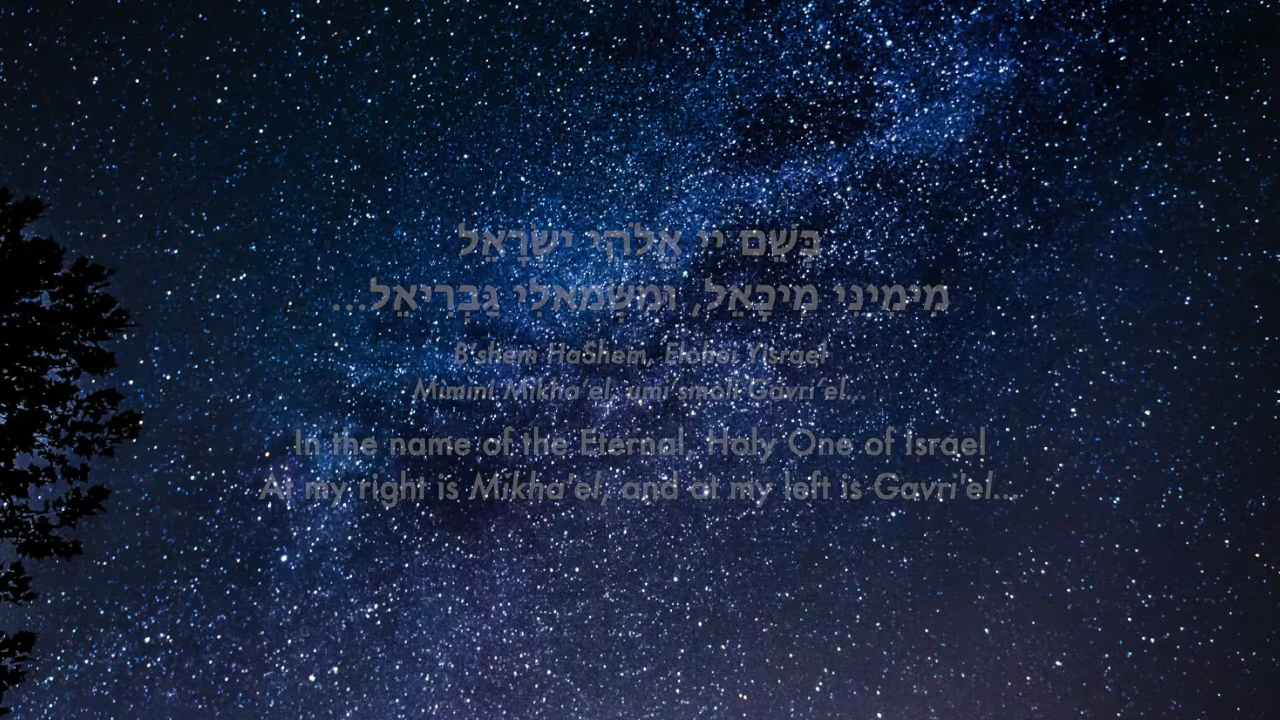 בְּשֵׁם יְיָ אֱלֹהֵי יִשְׂרָאֵל
מִימִינִי מִיכָאֵל, וּמִשְּׂמֹאלִי גַּבְרִיאֵל...
B'shem HaShem, Elohei Yisrael
Mimini Mikha'el, umi'smoli Gavri'el...
In the name of the Eternal, Holy One of Israel
At my right is Mikha'el, and at my left is Gavri'el...